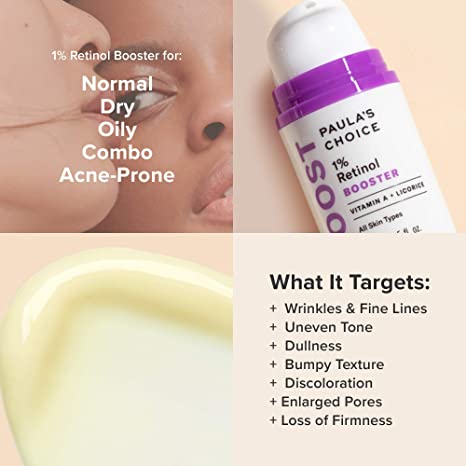 1% Retinol Booster for:
Normal
Dry
Oily
Combo
Acne-Prone
PAULA'S
CHOICE
1%
Retinol
BOOSTER
VITAMIN A + LICORICE
All Skin Types
fl. oz.
OOST
What It Targets:
+ Wrinkles & Fine Lines
+ Uneven Tone
+ Dullness
+ Bumpy Texture
+ Discoloration
+ Enlarged Pores
+ Loss of Firmness